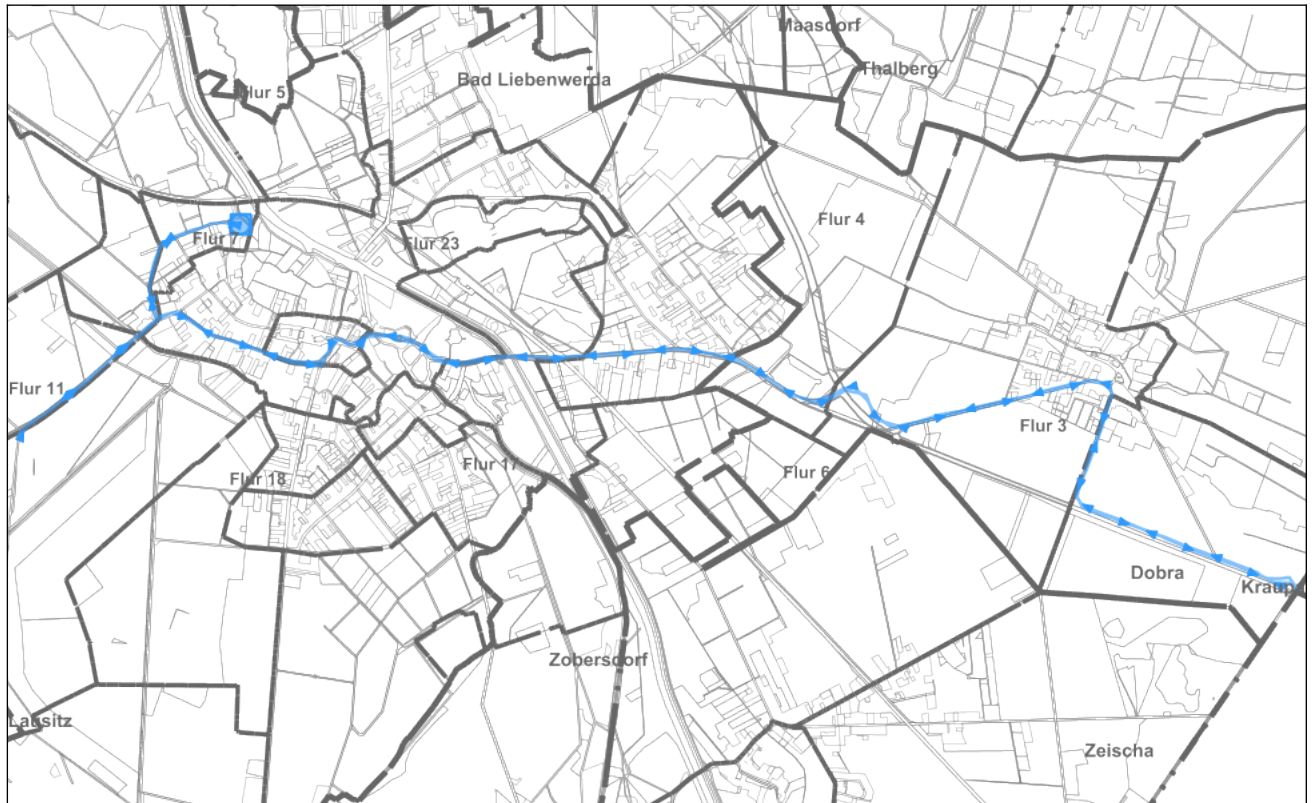 Maasdorf
Thalberg
Bad Liebenwerda
Flur 5
Flur 4
Flur 7
Flur 23
Flur 11
Flur 3
Flur 17
Flur 6
Flur 18
Dobra
Zobersdorf
Lausitz
Zeischa